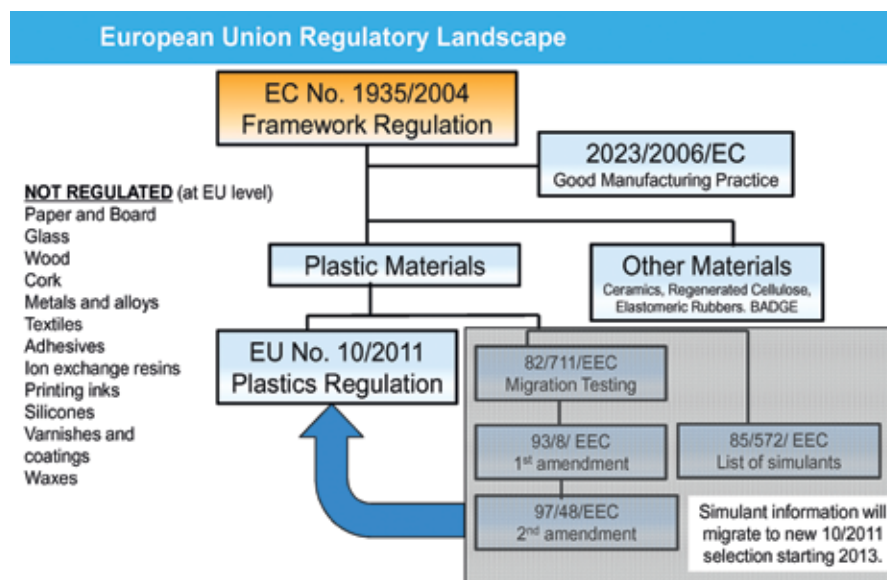 European Union Regulatory Landscape
EC No. 1935/2004
Framework Regulation
2023/2006/EC
Good Manufacturing Practice
NOT REGULATED (at EU level)
Paper and Board
Glass
Wood
Cork
Metals and alloys
Textiles
Adhesives
Ion exchange resins
Printing inks
Silicones
Varnishes and
coatings
Waxes
Plastic Materials
Other Materials
Ceramics, Regenerated Cellulose,
Elastomeric Rubbers. BADGE
EU No. 10/2011
Plastics Regulation
82/711/EEC
Migration Testing
93/8/ EEC
1st amendment
85/572/ EEC
List of simulants
97/48/EEC
2nd amendment
Simulant information will
migrate to new 10/2011
selection starting 2013.